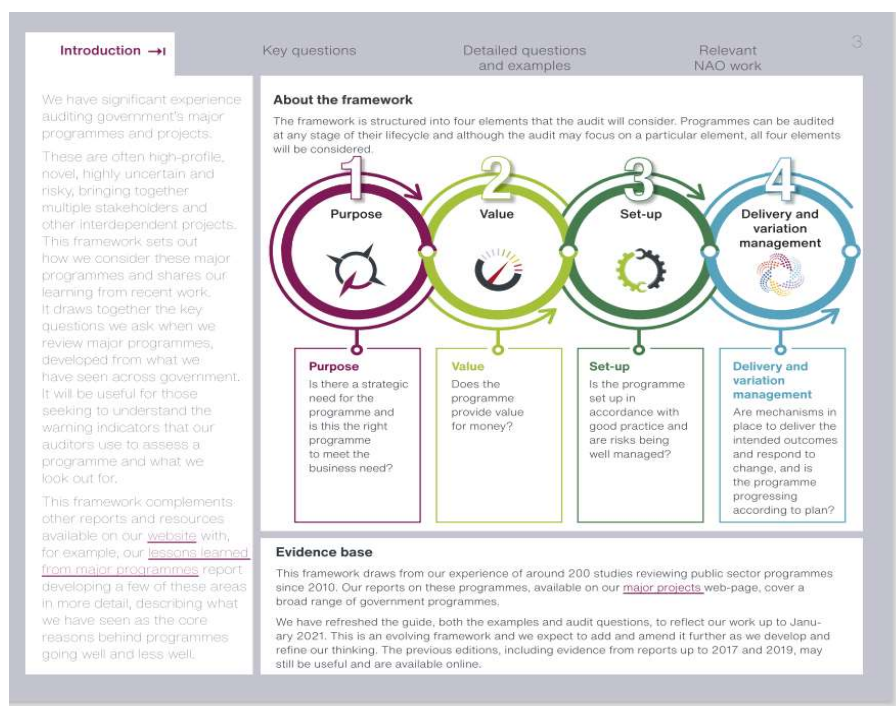 Introduction
Key questions
Detailed questions
and examples
Relevant
NAO work
3
We have significant experience
auditing government's major
programmes and projects.
These are often high-profile,
novel, highly uncertain and
risky, bringing together
multiple stakeholders and
other interdependent projects.
This framework sets out
how we consider these major
programmes and shares our
learning from recent work.
It draws together the key
questions we ask when we
review major programmes,
developed from what we
have seen across government.
It will be useful for those
seeking to understand the
warning indicators that our
auditors use to assess a
programme and what we
look out for.
This framework complements
other reports and resources
available on our website with,
for example, our lessons learned
from major programmes report
developing a few of these areas
in more detail, describing what
we have seen as the core
reasons behind programmes
going well and less well.
About the framework
The framework is structured into four elements that the audit will consider. Programmes can be audited
at any stage of their lifecycle and although the audit may focus on a particular element, all four elements
will be considered.
1
Purpose
2
Value
3
Set-up
4
Delivery and
variation
management
Purpose
Is there a strategic
need for the
programme and
is this the right
programme
to meet the
business need?
Value
Does the
programme
provide value
for money?
Set-up
Is the programme
set up in
accordance with
good practice and
are risks being
well managed?
Delivery and
variation
management
Are mechanisms in
place to deliver the
intended outcomes
and respond to
change, and is
the programme
progressing
according to plan?
Evidence base
This framework draws from our experience of around 200 studies reviewing public sector programmes
since 2010. Our reports on these programmes, available on our major projects web-page, cover a
broad range of government programmes.
We have refreshed the guide, both the examples and audit questions, to reflect our work up to Janu-
ary 2021. This is an evolving framework and we expect to add and amend it further as we develop and
refine our thinking. The previous editions, including evidence from reports up to 2017 and 2019, may
still be useful and are available online.